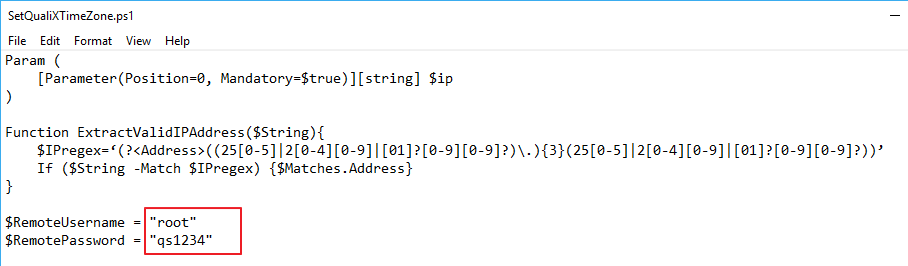 SetQualiXTimeZone.ps1
File Edit Format View Help
Param (
    [Parameter(Position=0, Mandatory=$true)][string] $ip
)
Function ExtractValidIPAddress($String){
    $IPregex=‘(?<Address>((25[0-5]|2[0-4][0-9]|[01]?[0-9][0-9]?)\.){3}(25[0-5]|2[0-4][0-9]|[01]?[0-9][0-9]?))’
    If ($String -Match $IPregex) {$Matches.Address}
}
$RemoteUsername = "root"
$RemotePassword = "qs1234"